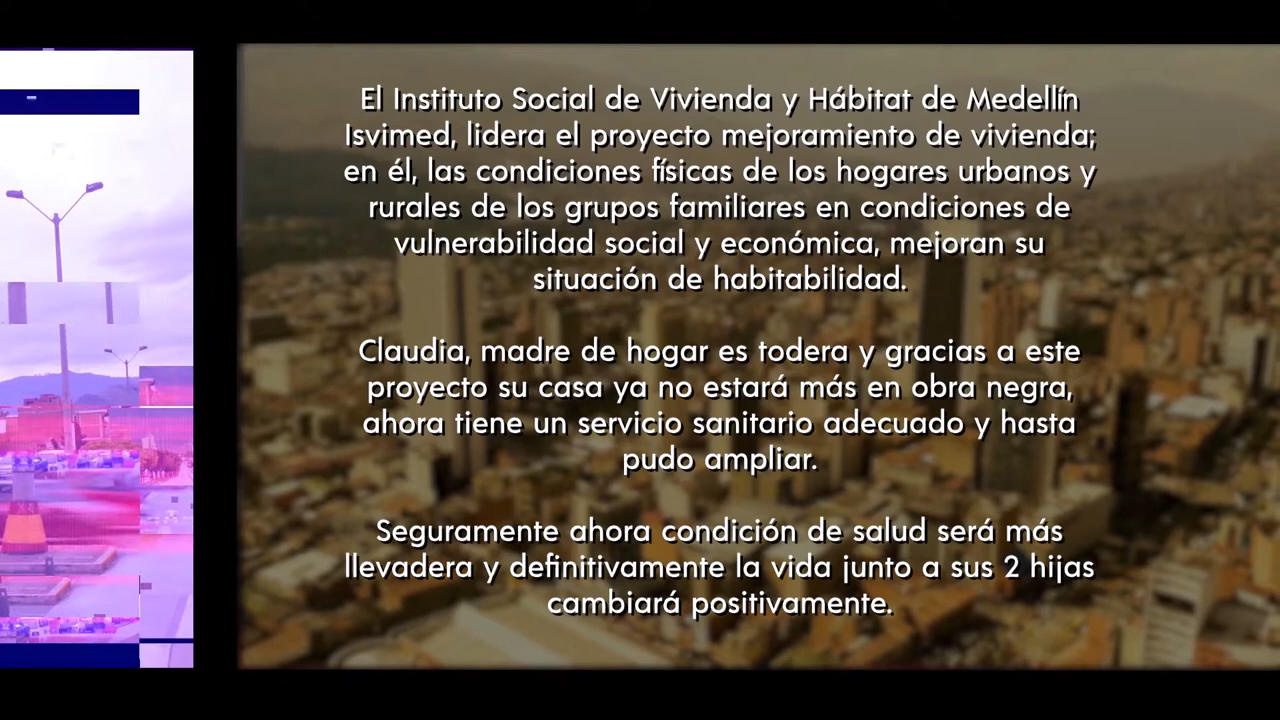 El Instituto Social de Vivienda y Hábitat de Medellín
Isvimed, lidera el proyecto mejoramiento de vivienda;
en él, las condiciones físicas de los hogares urbanos y
rurales de los grupos familiares en condiciones de
vulnerabilidad social y económica, mejoran su
situación de habitabilidad.
Claudia, madre de hogar es todera y gracias a este
proyecto su casa ya no estará más en obra negra,
ahora tiene un servicio sanitario adecuado y hasta
pudo ampliar.
Seguramente ahora condición de salud será más
llevadera y definitivamente la vida junto a sus 2 hijas
cambiará positivamente.